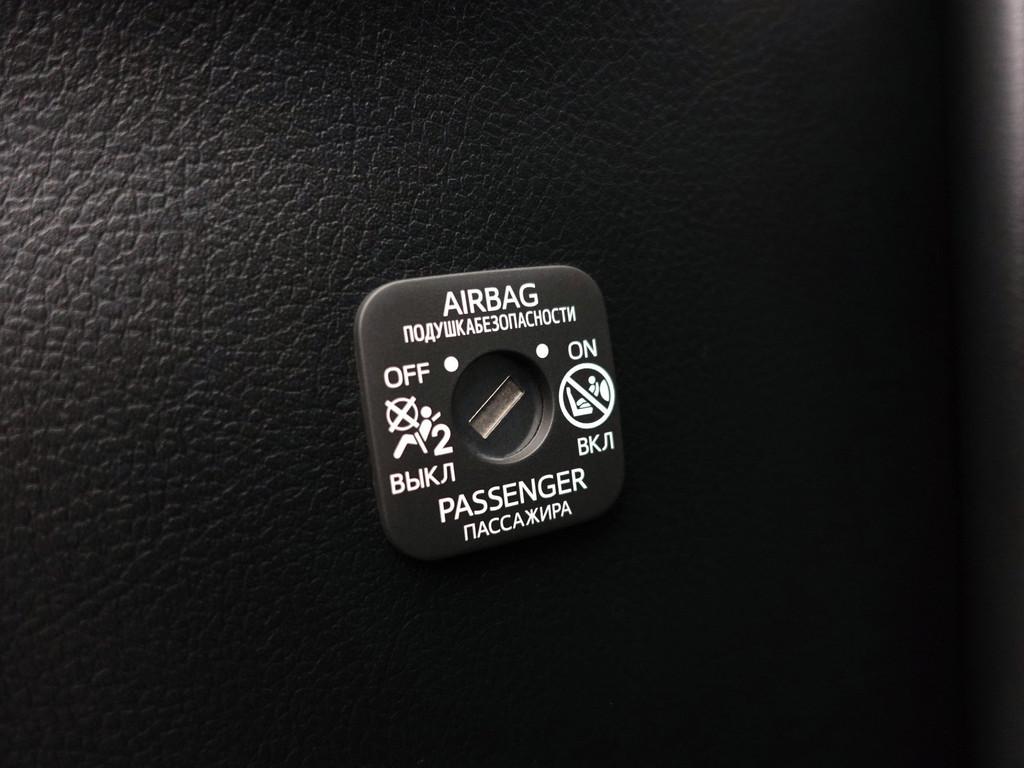 AIRBAG
ПОДУШКАБЕЗОПАСНОСТИ
OFF
ON
2
ВЫКЛ
ВКЛ
PASSENGER
ПАССАЖИРА